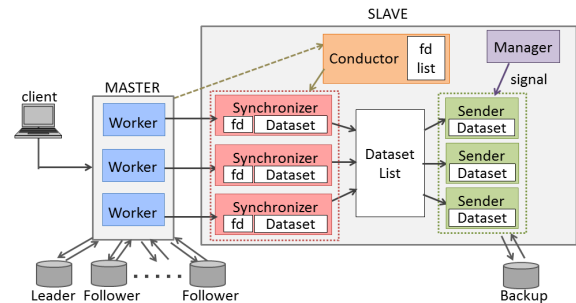 SLAVE
Conductor
fd
list
Manager
signal
client
MASTER
Worker
Worker
Worker
Synchronizer
fd Dataset
Synchronizer
fd Dataset
Synchronizer
fd Dataset
Dataset
List
Sender
Dataset
Sender
Dataset
Sender
Dataset
Leader Follower Follower
Backup